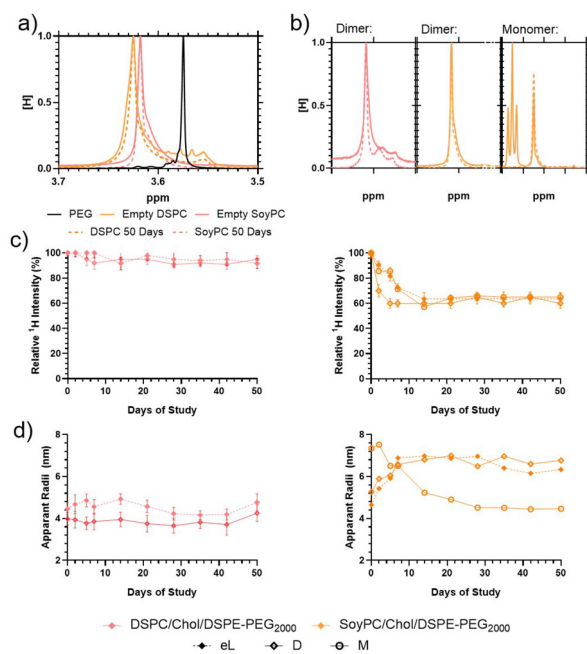 a)
[H]
1.0
0.5
0.0
3.7
3.6
3.5
ppm
PEG
Empty DSPC
Empty SoyPC
DSPC 50 Days
SoyPC 50 Days
b)
Dimer:
Dimer:
Monomer:
[H]
1.0
0.5
0.0
ppm
ppm
ppm
c)
Relative ¹H Intensity (%)
100
80
60
40
20
0
0 10 20 30 40 50
Days of Study
Relative ¹H Intensity (%)
100
80
60
40
20
0
0 10 20 30 40 50
Days of Study
d)
Apparant Radii (nm)
8
6
4
2
0 10 20 30 40 50
Days of Study
Apparant Radii (nm)
8
6
4
2
0 10 20 30 40 50
Days of Study
DSPC/Chol/DSPE-PEG₂₀₀₀
SoyPC/Chol/DSPE-PEG₂₀₀₀
eL
D
M